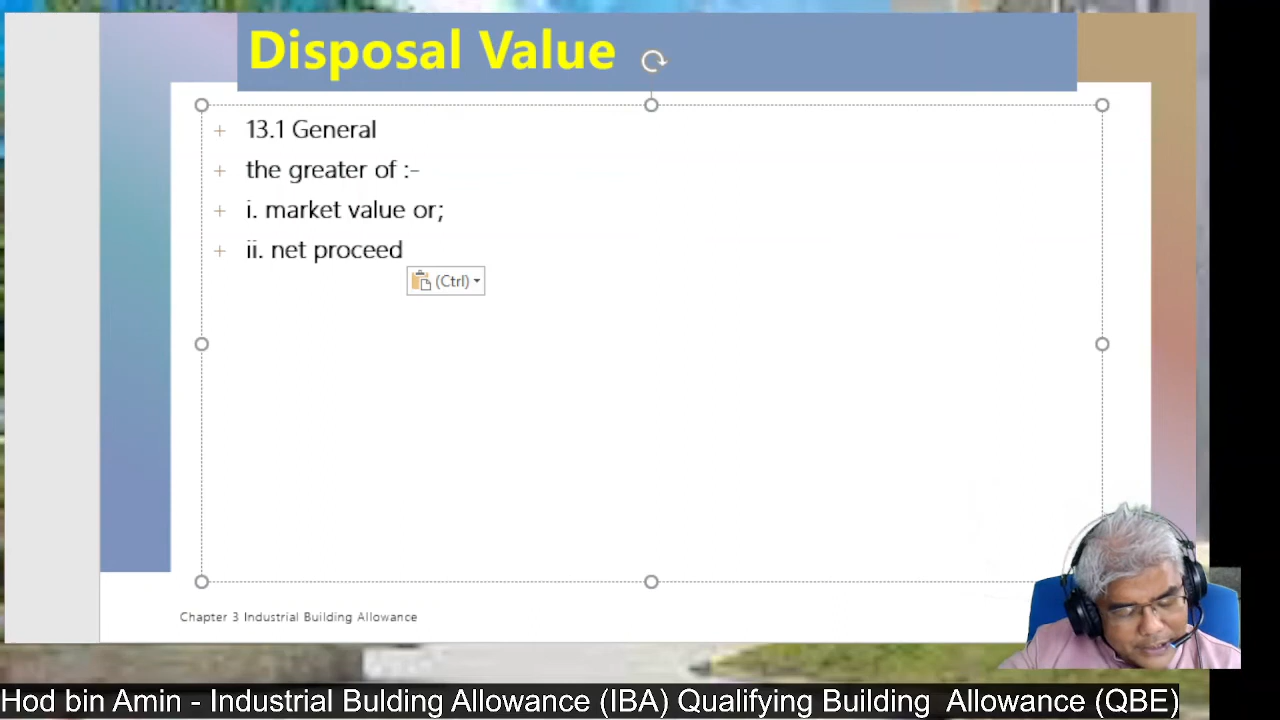 Disposal Value
13.1 General
the greater of :-
i. market value or;
ii. net proceed
(Ctrl)
Chapter 3 Industrial Building Allowance
Hod bin Amin - Industrial Bulding Allowance (IBA) Qualifying Building Allowance (QBE)